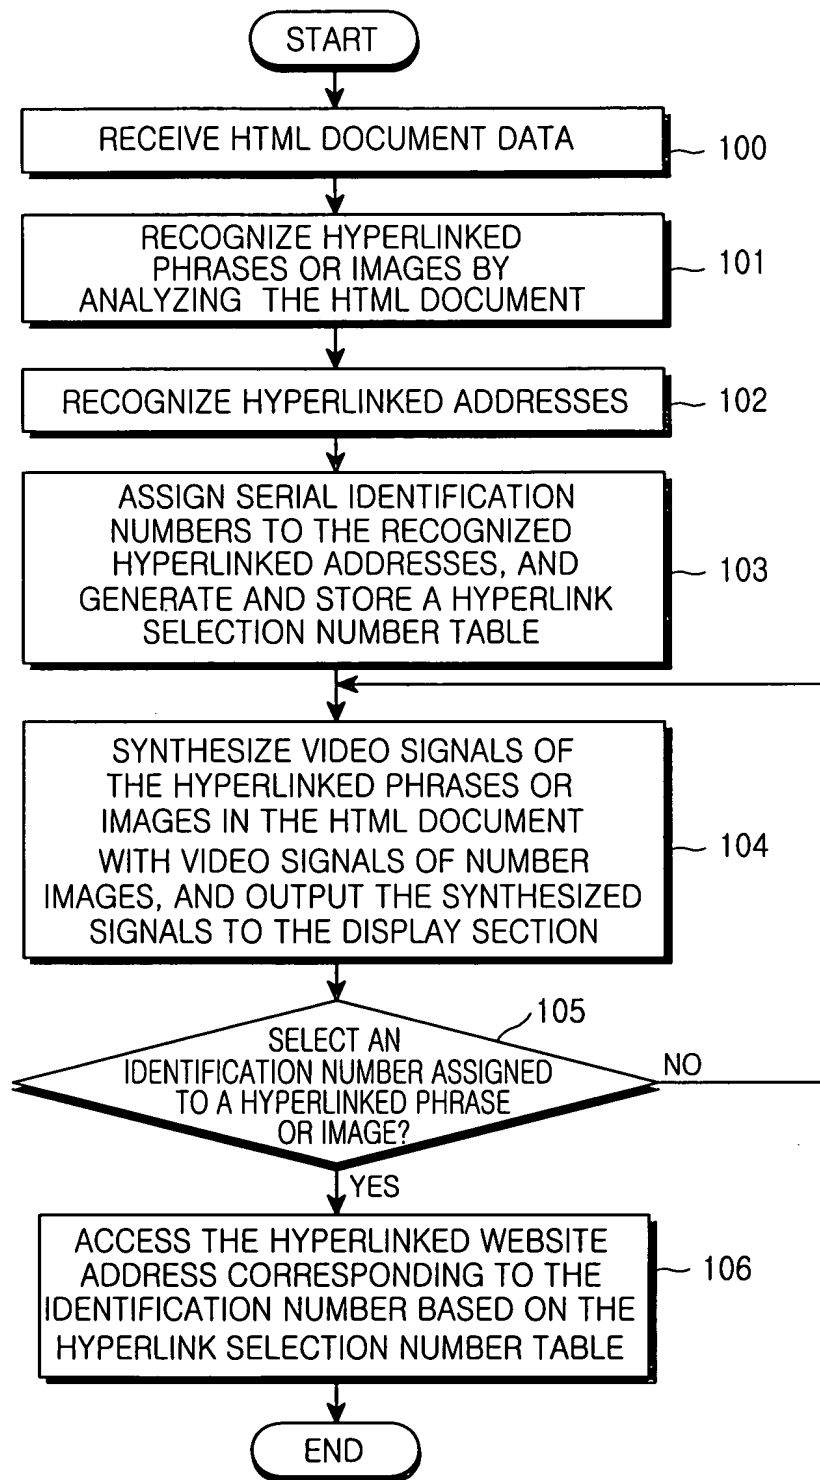 START
RECEIVE HTML DOCUMENT DATA
100
RECOGNIZE HYPERLINKED
PHRASES OR IMAGES BY
ANALYZING THE HTML DOCUMENT
101
RECOGNIZE HYPERLINKED ADDRESSES
102
ASSIGN SERIAL IDENTIFICATION
NUMBERS TO THE RECOGNIZED
HYPERLINKED ADDRESSES, AND
GENERATE AND STORE A HYPERLINK
SELECTION NUMBER TABLE
103
SYNTHESIZE VIDEO SIGNALS OF
THE HYPERLINKED PHRASES OR
IMAGES IN THE HTML DOCUMENT
WITH VIDEO SIGNALS OF NUMBER
IMAGES, AND OUTPUT THE SYNTHESIZED
SIGNALS TO THE DISPLAY SECTION
104
105
SELECT AN
IDENTIFICATION NUMBER ASSIGNED
TO A HYPERLINKED PHRASE
OR IMAGE?
NO
YES
ACCESS THE HYPERLINKED WEBSITE
ADDRESS CORRESPONDING TO THE
IDENTIFICATION NUMBER BASED ON THE
HYPERLINK SELECTION NUMBER TABLE
106
END